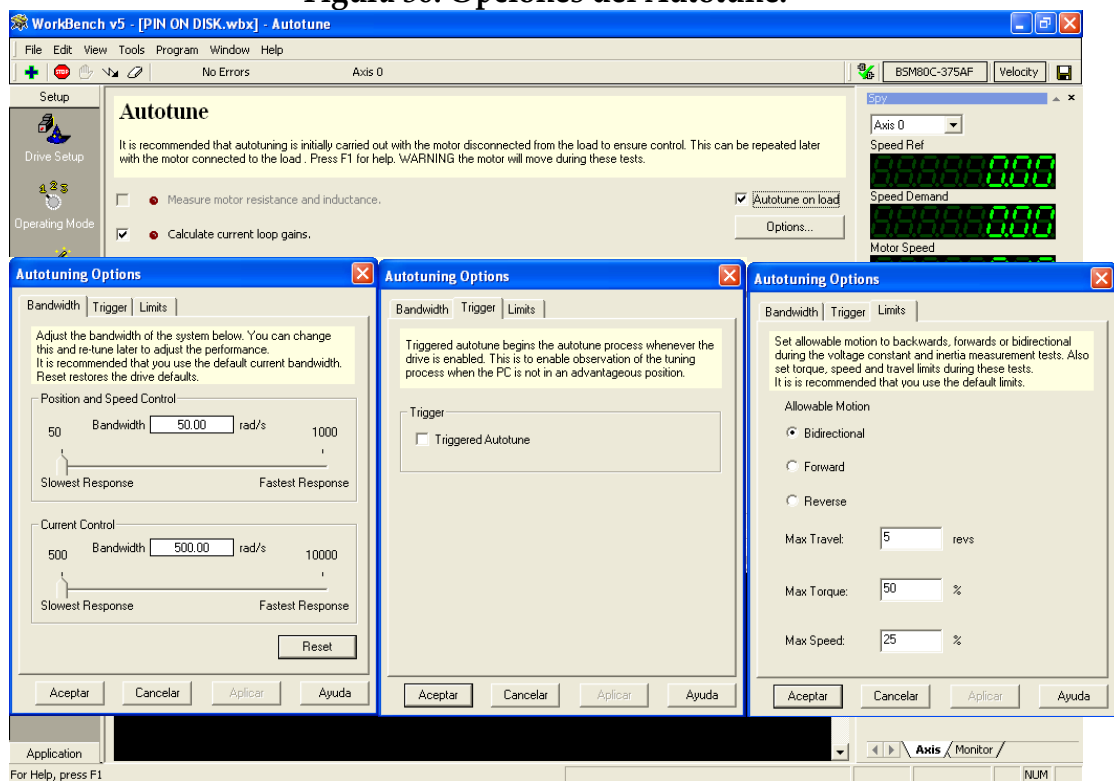 WorkBench v5 - [PIN ON DISK.wbx] - Autotune
File Edit View Tools Program Window Help
No Errors Axis 0 BSM80C-375AF Velocity
Setup
Drive Setup
Operating Mode
Autotune
It is recommended that autotuning is initially carried out with the motor disconnected from the load to ensure control. This can be repeated later
with the motor connected to the load . Press F1 for help. WARNING the motor will move during these tests.
Measure motor resistance and inductance.
Calculate current loop gains.
Autotune on load
Options...
Spy
Axis 0
Speed Ref
0.00
Speed Demand
0.00
Motor Speed
Autotuning Options
Bandwidth Trigger Limits
Adjust the bandwidth of the system below. You can change
this and re-tune later to adjust the performance.
It is recommended that you use the default current bandwidth.
Reset restores the drive defaults.
Position and Speed Control
50 Bandwidth 50.00 rad/s 1000
Slowest Response Fastest Response
Current Control
500 Bandwidth 500.00 rad/s 10000
Slowest Response Fastest Response
Reset
Aceptar Cancelar Aplicar Ayuda
Autotuning Options
Bandwidth Trigger Limits
Triggered autotune begins the autotune process whenever the
drive is enabled. This is to enable observation of the tuning
process when the PC is not in an advantageous position.
Trigger
Triggered Autotune
Aceptar Cancelar Aplicar Ayuda
Autotuning Options
Bandwidth Trigger Limits
Set allowable motion to backwards, forwards or bidirectional
during the voltage constant and inertia measurement tests. Also
set torque, speed and travel limits during these tests.
It is is recommended that you use the default limits.
Allowable Motion
Bidirectional
Forward
Reverse
Max Travel: 5 revs
Max Torque: 50 %
Max Speed: 25 %
Aceptar Cancelar Aplicar Ayuda
Application
Axis Monitor
For Help, press F1
NUM